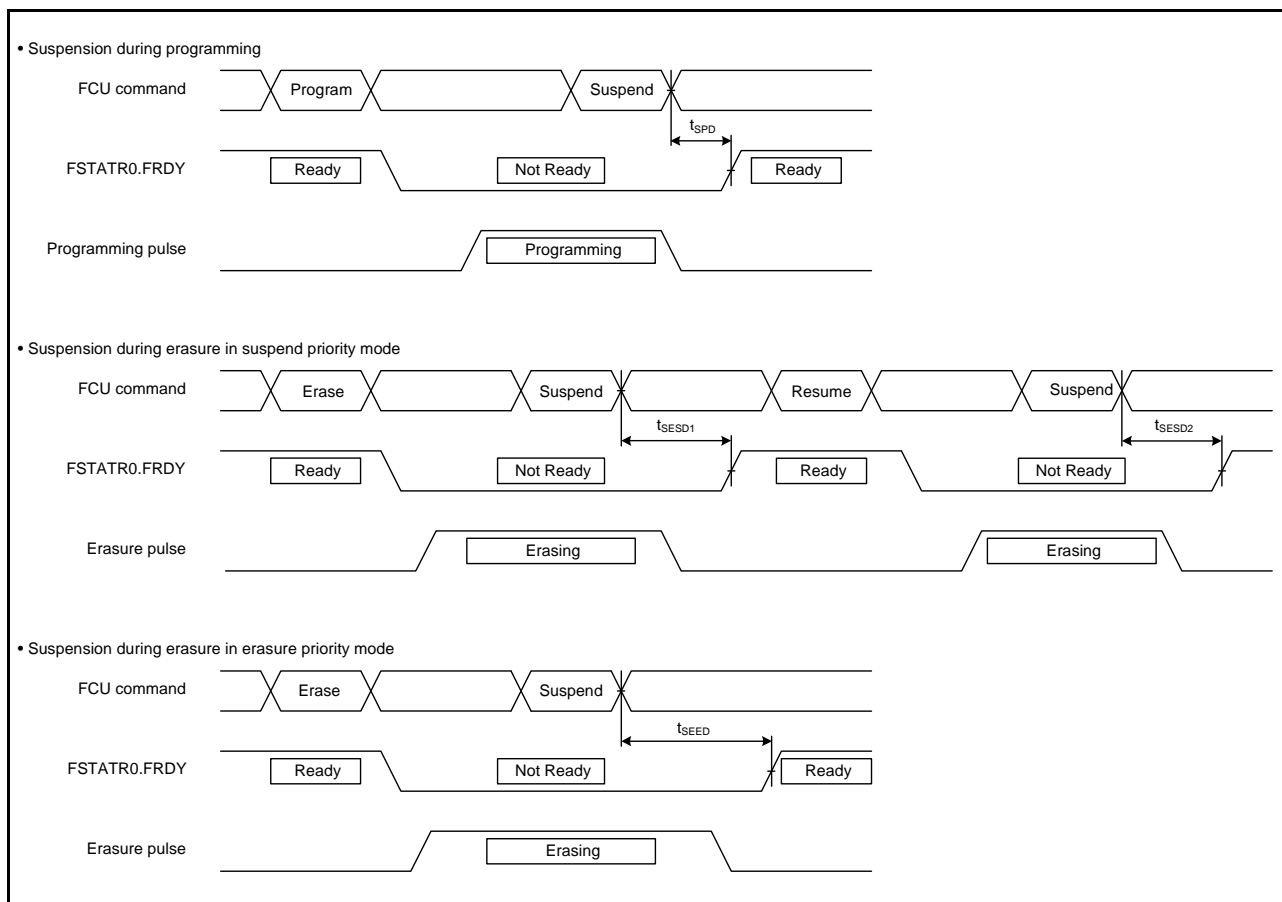 • Suspension during programming
FCU command
Program
Suspend
tSPD
FSTATR0.FRDY
Ready
Not Ready
Ready
Programming pulse
Programming
• Suspension during erasure in suspend priority mode
FCU command
Erase
Suspend
Resume
Suspend
tSESD1
tSESD2
FSTATR0.FRDY
Ready
Not Ready
Ready
Not Ready
Erasure pulse
Erasing
Erasing
• Suspension during erasure in erasure priority mode
FCU command
Erase
Suspend
tSEED
FSTATR0.FRDY
Ready
Not Ready
Ready
Erasure pulse
Erasing